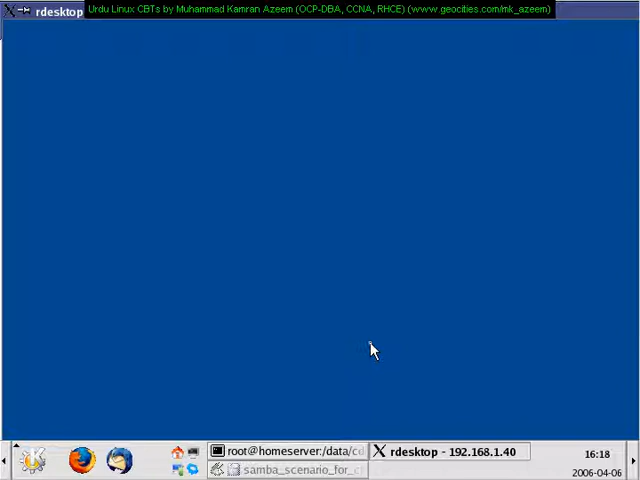 rdesktop
Urdu Linux CBTs by Muhammad Kamran Azeem (OCP-DBA, CCNA, RHCE) (www.geocities.com/mk_azeem)
root@homeserver:/data/cd
rdesktop - 192.168.1.40
samba_scenario_for_c
16:18
2006-04-06